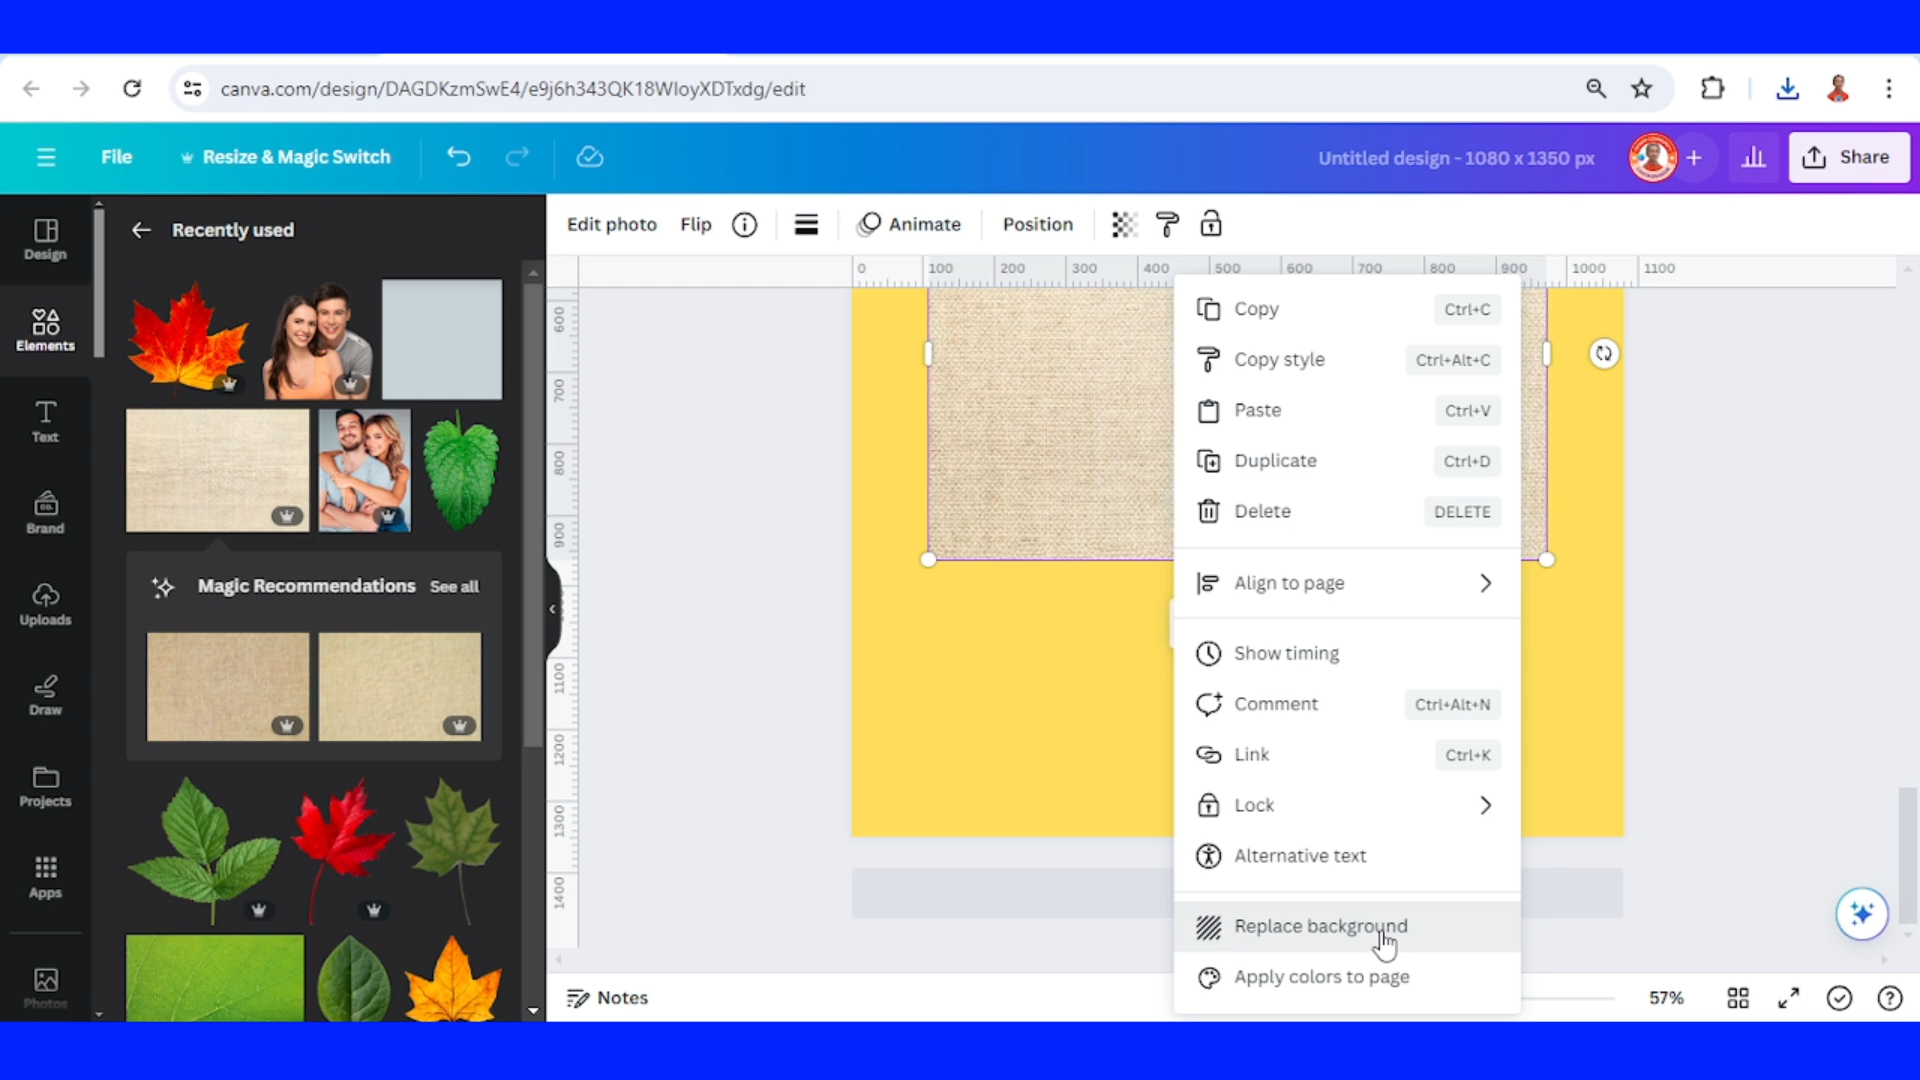 canva.com/design/DAGDKzmSwE4/e9j6h343QK18WIoyXDTxdg/edit
File
Resize & Magic Switch
Untitled design - 1080 x 1350 px
Share
Design
Elements
Text
Brand
Uploads
Draw
Projects
Apps
Photos
Recently used
Magic Recommendations
See all
Edit photo
Flip
Animate
Position
0 100 200 300 400 500 600 700 800 900 1000 1100
600
700
800
900
1100
1200
1300
1400
Copy Ctrl+C
Copy style Ctrl+Alt+C
Paste Ctrl+V
Duplicate Ctrl+D
Delete DELETE
Align to page
Show timing
Comment Ctrl+Alt+N
Link Ctrl+K
Lock
Alternative text
Replace background
Apply colors to page
Notes
57%